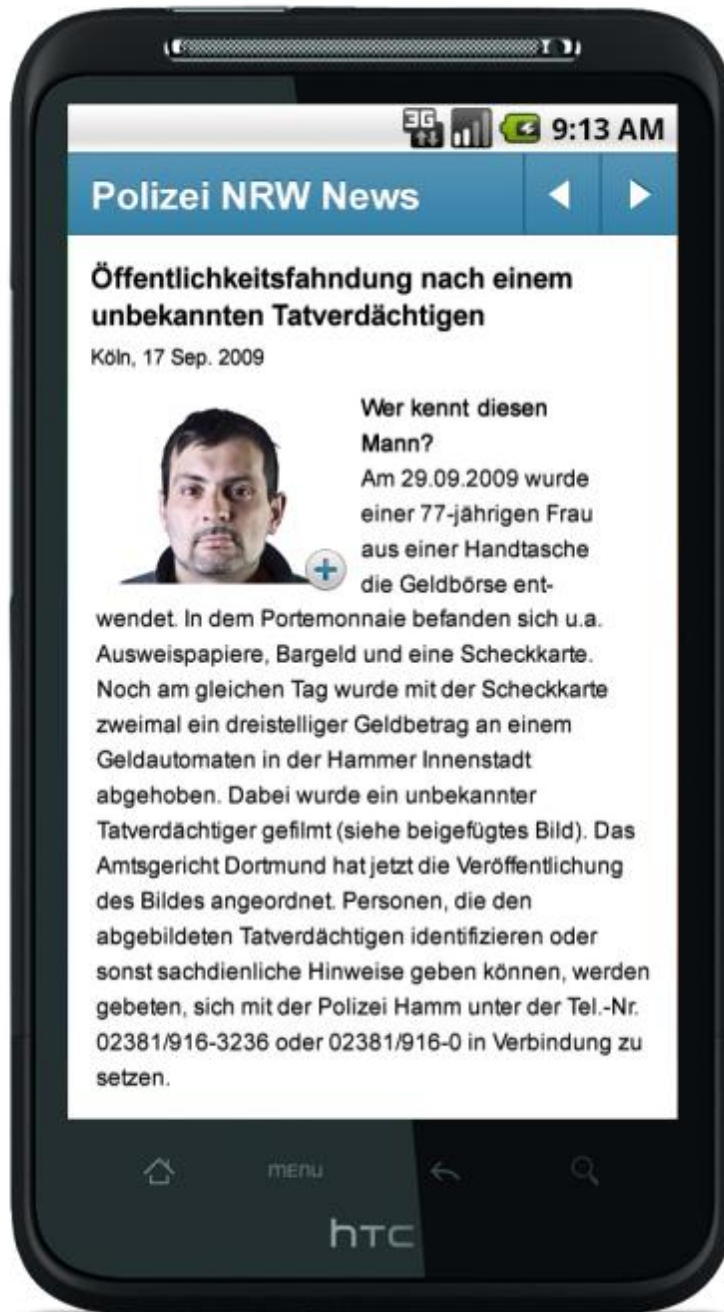 3G 9:13 AM
Polizei NRW News
Öffentlichkeitsfahndung nach einem
unbekannten Tatverdächtigen
Köln, 17 Sep. 2009
Wer kennt diesen
Mann?
Am 29.09.2009 wurde
einer 77-jährigen Frau
aus einer Handtasche
die Geldbörse ent-
wendet. In dem Portemonnaie befanden sich u.a.
Ausweispapiere, Bargeld und eine Scheckkarte.
Noch am gleichen Tag wurde mit der Scheckkarte
zweimal ein dreistelliger Geldbetrag an einem
Geldautomaten in der Hammer Innenstadt
abgehoben. Dabei wurde ein unbekannter
Tatverdächtiger gefilmt (siehe beigefügtes Bild). Das
Amtsgericht Dortmund hat jetzt die Veröffentlichung
des Bildes angeordnet. Personen, die den
abgebildeten Tatverdächtigen identifizieren oder
sonst sachdienliche Hinweise geben können, werden
gebeten, sich mit der Polizei Hamm unter der Tel.-Nr.
02381/916-3236 oder 02381/916-0 in Verbindung zu
setzen.
MENU
htc